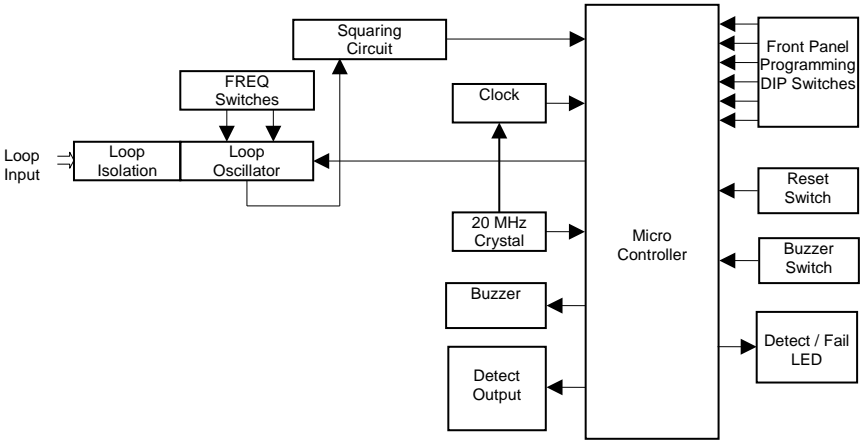 Squaring
Circuit
FREQ
Switches
Clock
Front Panel
Programming
DIP Switches
Loop
Input
Loop
Isolation
Loop
Oscillator
Reset
Switch
20 MHz
Crystal
Micro
Controller
Buzzer
Switch
Buzzer
Detect / Fail
LED
Detect
Output